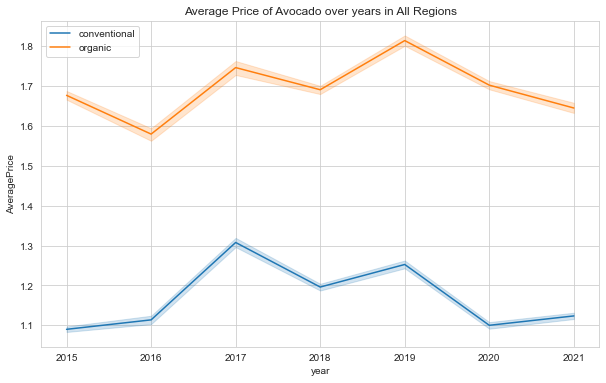 Average Price of Avocado over years in All Regions
conventional
organic
1.8
1.7
1.6
1.5
1.4
1.3
1.2
1.1
AveragePrice
2015 2016 2017 2018 2019 2020 2021
year